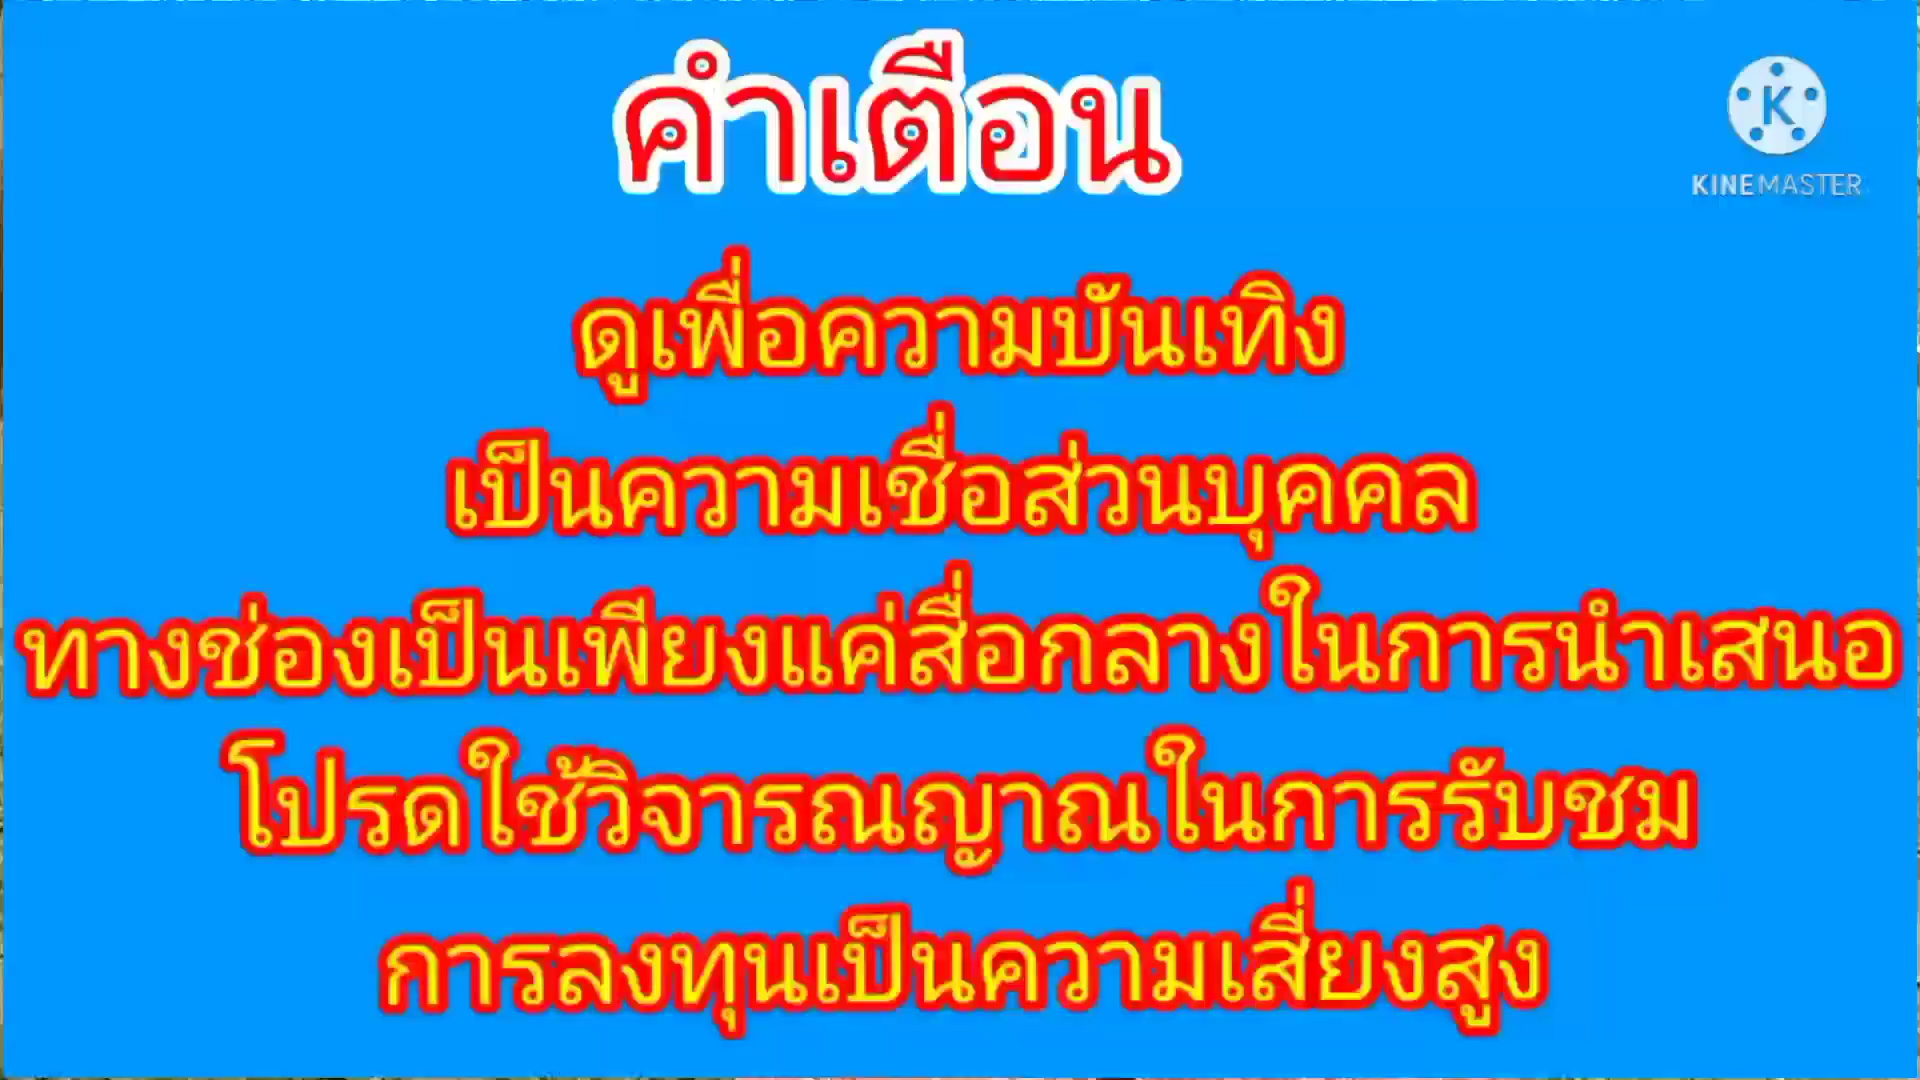 คำเตือน
KINEMASTER
ดูเพื่อความบันเทิง
เป็นความเชื่อส่วนบุคคล
ทางช่องเป็นเพียงแค่สื่อกลางในการนำเสนอ
โปรดใช้วิจารณญาณในการรับชม
การลงทุนเป็นความเสี่ยงสูง